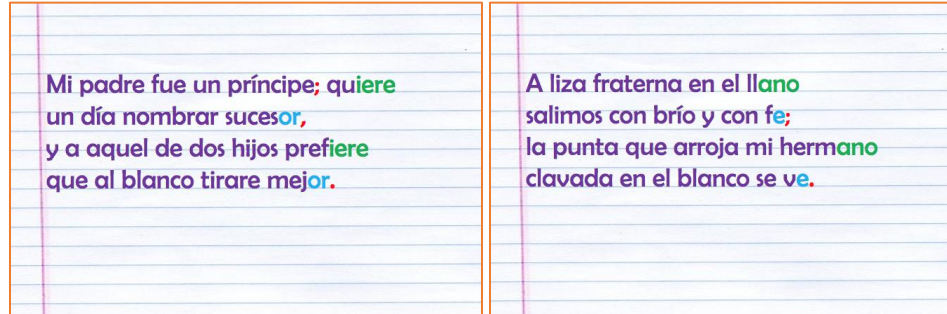 Mi padre fue un príncipe; quiere
un día nombrar sucesor,
y a aquel de dos hijos prefiere
que al blanco tirare mejor.
A liza fraterna en el llano
salimos con brío y con fe;
la punta que arroja mi hermano
clavada en el blanco se ve.